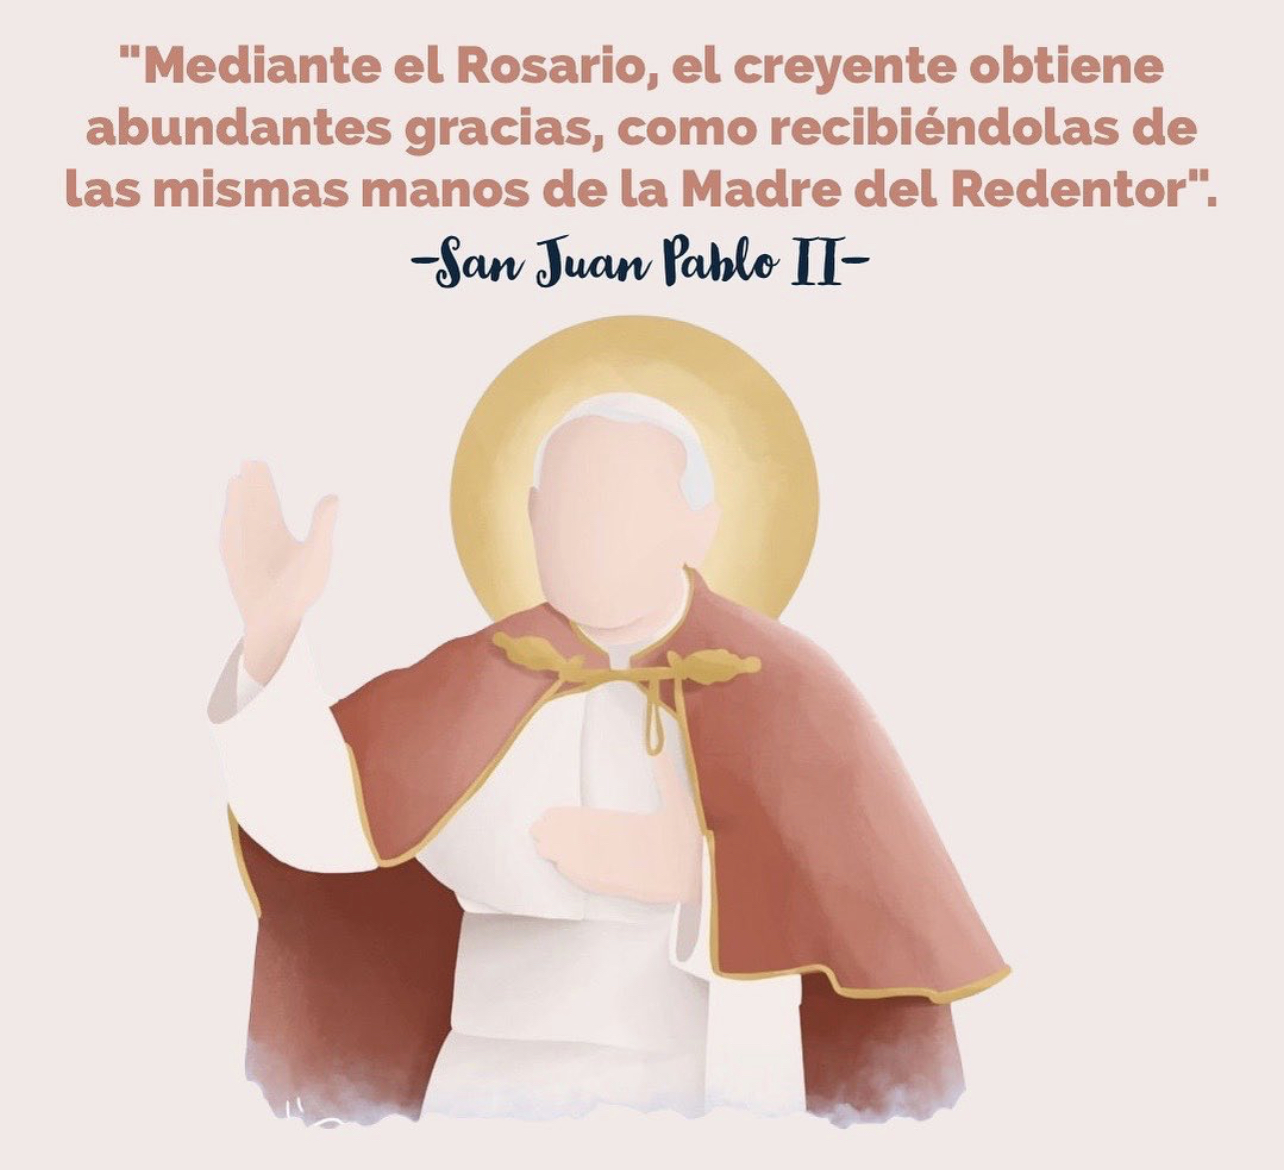 "Mediante el Rosario, el creyente obtiene
abundantes gracias, como recibiéndolas de
las mismas manos de la Madre del Redentor".
-San Juan Pablo II-